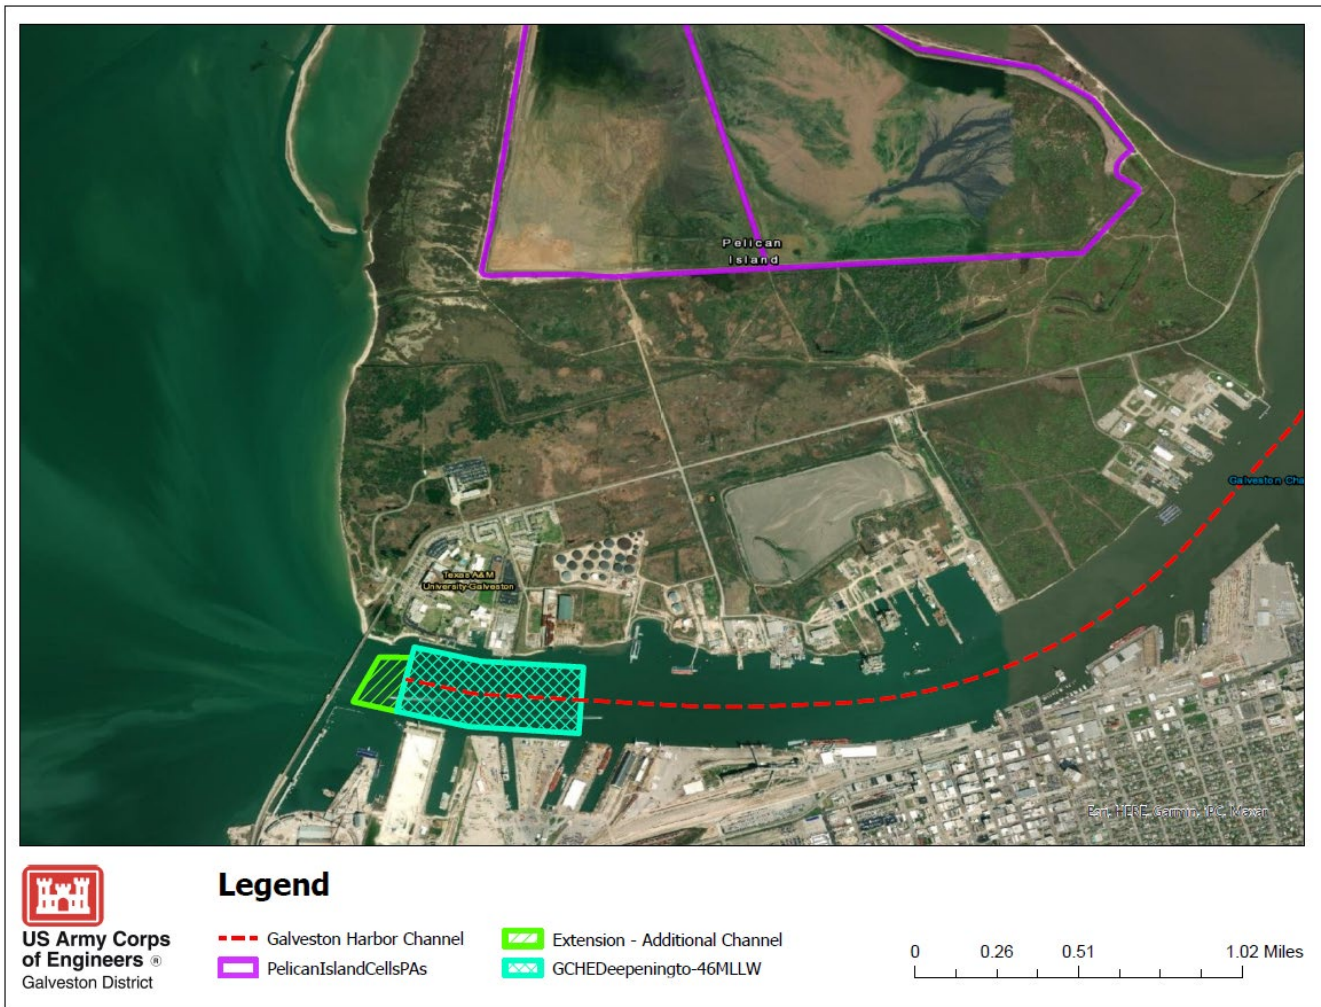 Pelican
Island
Galveston Cha
Texas A&M
University-Galveston
Esri, HERE, Garmin, IPC, Maxar
US Army Corps
of Engineers ®
Galveston District
Legend
Galveston Harbor Channel
PelicanIslandCellsPAs
Extension - Additional Channel
GCHEDeepeningto-46MLLW
0 0.26 0.51 1.02 Miles